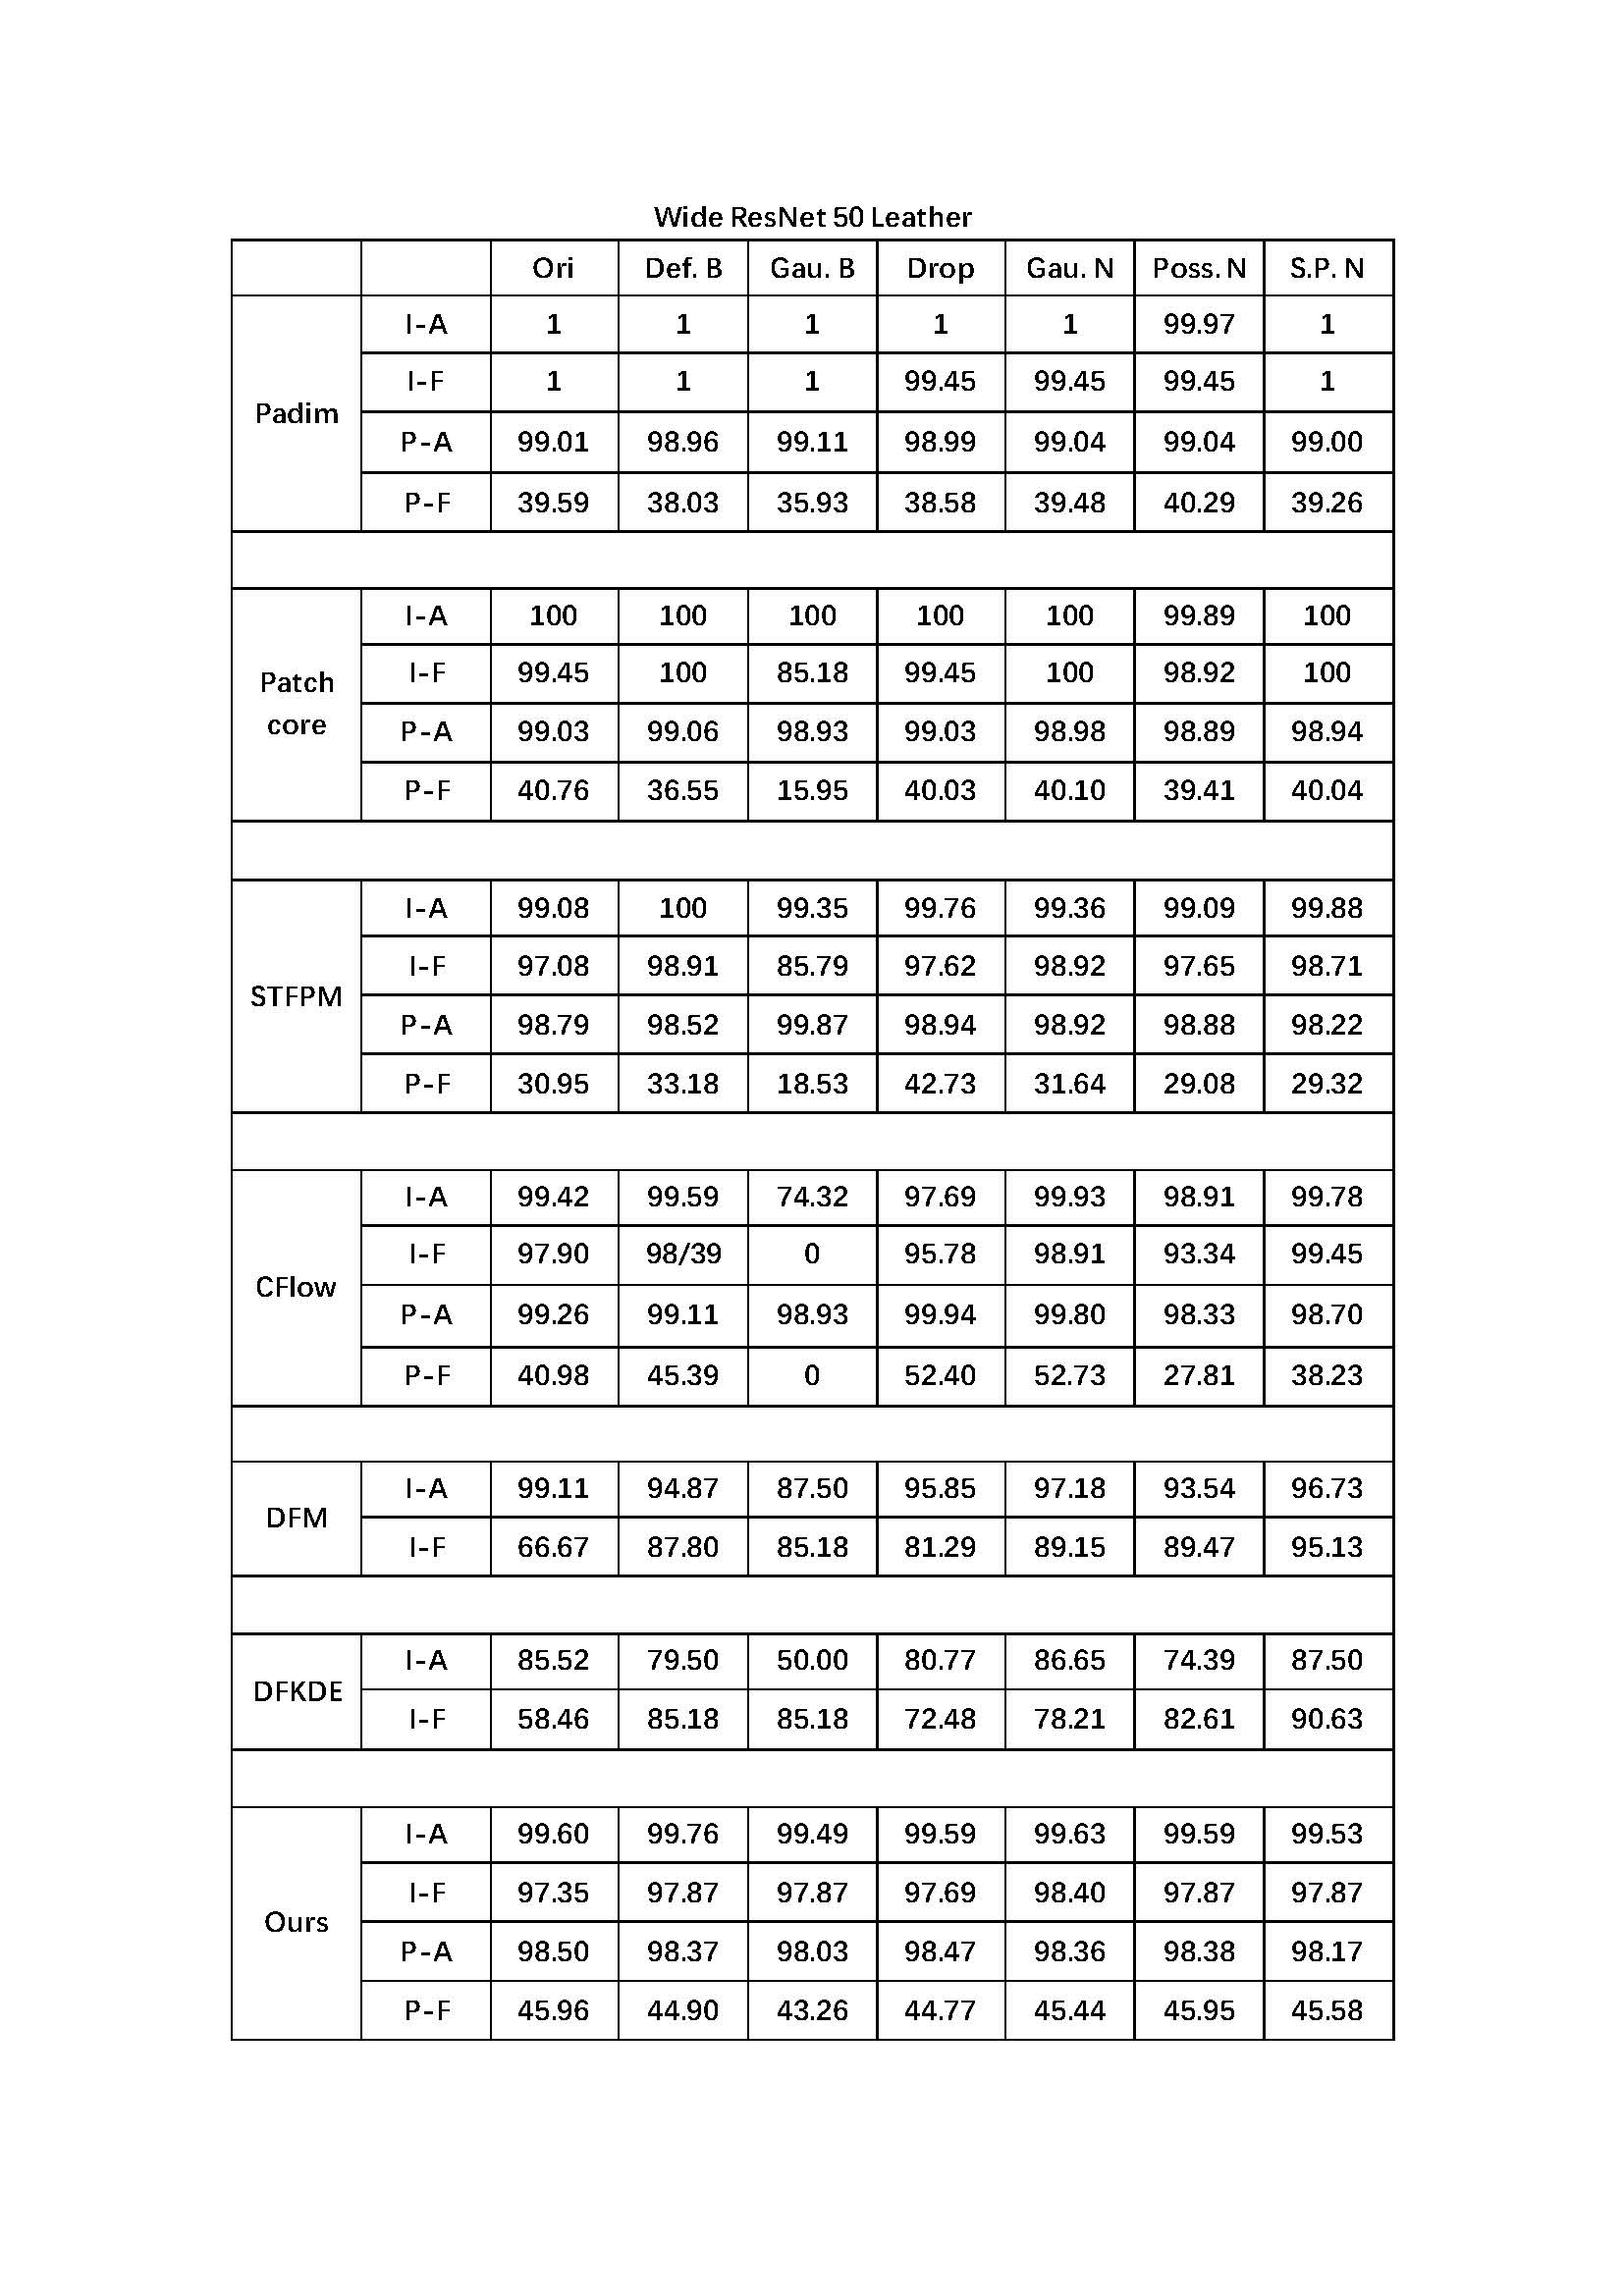 Wide ResNet 50 Leather
Ori Def. B Gau. B Drop Gau. N Poss. N S.P. N
Padim
I-A 1 1 1 1 1 99.97 1
I-F 1 1 1 99.45 99.45 99.45 1
P-A 99.01 98.96 99.11 98.99 99.04 99.04 99.00
P-F 39.59 38.03 35.93 38.58 39.48 40.29 39.26
Patch
core
I-A 100 100 100 100 100 99.89 100
I-F 99.45 100 85.18 99.45 100 98.92 100
P-A 99.03 99.06 98.93 99.03 98.98 98.89 98.94
P-F 40.76 36.55 15.95 40.03 40.10 39.41 40.04
STFPM
I-A 99.08 100 99.35 99.76 99.36 99.09 99.88
I-F 97.08 98.91 85.79 97.62 98.92 97.65 98.71
P-A 98.79 98.52 99.87 98.94 98.92 98.88 98.22
P-F 30.95 33.18 18.53 42.73 31.64 29.08 29.32
CFlow
I-A 99.42 99.59 74.32 97.69 99.93 98.91 99.78
I-F 97.90 98/39 0 95.78 98.91 93.34 99.45
P-A 99.26 99.11 98.93 99.94 99.80 98.33 98.70
P-F 40.98 45.39 0 52.40 52.73 27.81 38.23
DFM
I-A 99.11 94.87 87.50 95.85 97.18 93.54 96.73
I-F 66.67 87.80 85.18 81.29 89.15 89.47 95.13
DFKDE
I-A 85.52 79.50 50.00 80.77 86.65 74.39 87.50
I-F 58.46 85.18 85.18 72.48 78.21 82.61 90.63
Ours
I-A 99.60 99.76 99.49 99.59 99.63 99.59 99.53
I-F 97.35 97.87 97.87 97.69 98.40 97.87 97.87
P-A 98.50 98.37 98.03 98.47 98.36 98.38 98.17
P-F 45.96 44.90 43.26 44.77 45.44 45.95 45.58